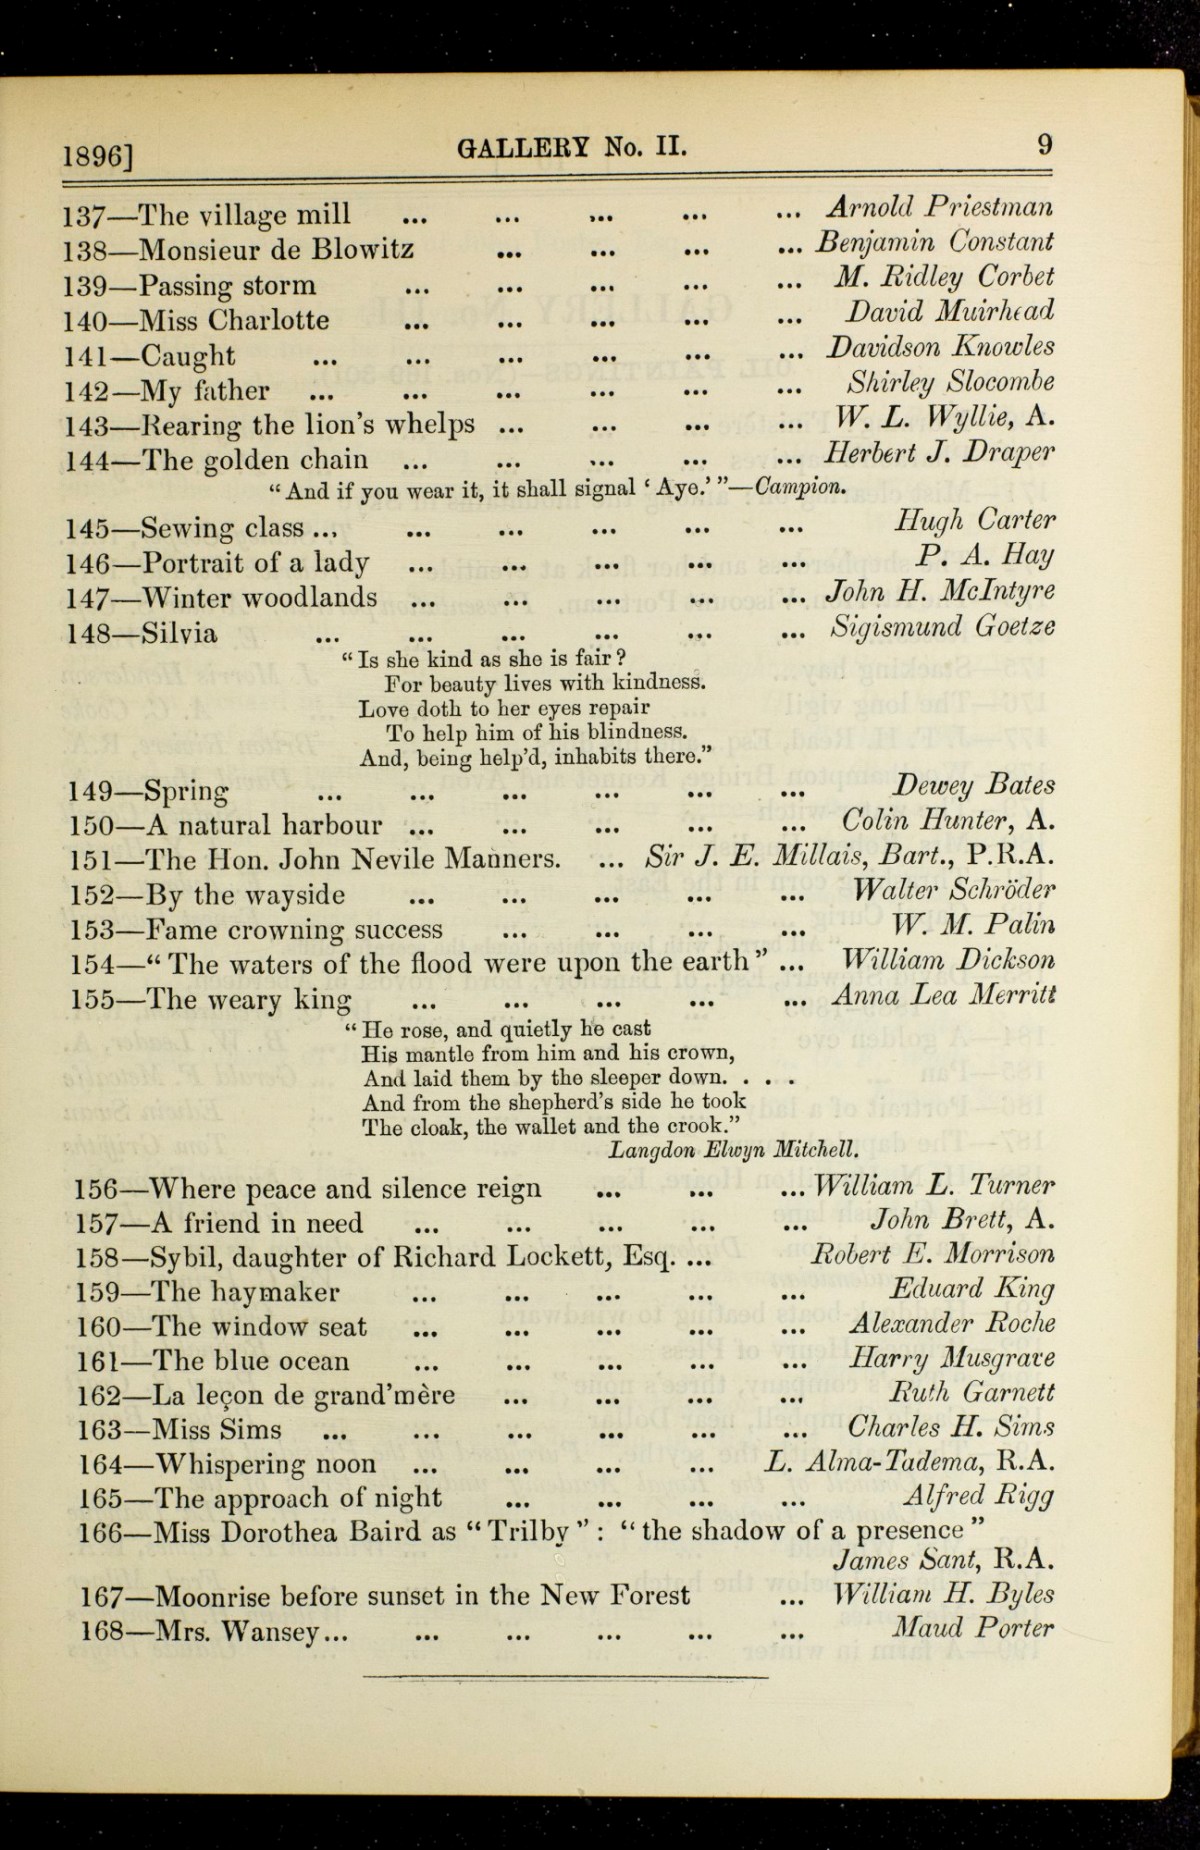 1896] GALLERY No. II. 9
137—The village mill ... ... ... ... ... Arnold Priestman
138—Monsieur de Blowitz ... ... ... ... Benjamin Constant
139—Passing storm ... ... ... ... ... M. Ridley Corbet
140—Miss Charlotte ... ... ... ... ... David Muirhead
141—Caught ... ... ... ... ... ... Davidson Knowles
142—My father ... ... ... ... ... ... Shirley Slocombe
143—Rearing the lion's whelps ... ... ... ... W. L. Wyllie, A.
144—The golden chain ... ... ... ... ... Herbert J. Draper
“And if you wear it, it shall signal ‘Aye.’”—Campion.
145—Sewing class ... ... ... ... ... ... Hugh Carter
146—Portrait of a lady ... ... ... ... ... P. A. Hay
147—Winter woodlands ... ... ... ... ... John H. McIntyre
148—Silvia ... ... ... ... ... ... Sigismund Goetze
“Is she kind as she is fair?
For beauty lives with kindness.
Love doth to her eyes repair
To help him of his blindness.
And, being help'd, inhabits there.”
149—Spring ... ... ... ... ... ... Dewey Bates
150—A natural harbour ... ... ... ... ... Colin Hunter, A.
151—The Hon. John Nevile Manners. ... Sir J. E. Millais, Bart., P.R.A.
152—By the wayside ... ... ... ... ... Walter Schröder
153—Fame crowning success ... ... ... ... W. M. Palin
154—“The waters of the flood were upon the earth” ... William Dickson
155—The weary king ... ... ... ... ... Anna Lea Merritt
“He rose, and quietly he cast
His mantle from him and his crown,
And laid them by the sleeper down. . . .
And from the shepherd's side he took
The cloak, the wallet and the crook.”
Langdon Elwyn Mitchell.
156—Where peace and silence reign ... ... ... William L. Turner
157—A friend in need ... ... ... ... ... John Brett, A.
158—Sybil, daughter of Richard Lockett, Esq. ... Robert E. Morrison
159—The haymaker ... ... ... ... ... Eduard King
160—The window seat ... ... ... ... ... Alexander Roche
161—The blue ocean ... ... ... ... ... Harry Musgrave
162—La leçon de grand'mère ... ... ... ... Ruth Garnett
163—Miss Sims ... ... ... ... ... ... Charles H. Sims
164—Whispering noon ... ... ... ... L. Alma-Tadema, R.A.
165—The approach of night ... ... ... ... Alfred Rigg
166—Miss Dorothea Baird as “Trilby”: “the shadow of a presence”
James Sant, R.A.
167—Moonrise before sunset in the New Forest ... William H. Byles
168—Mrs. Wansey... ... ... ... ... ... Maud Porter